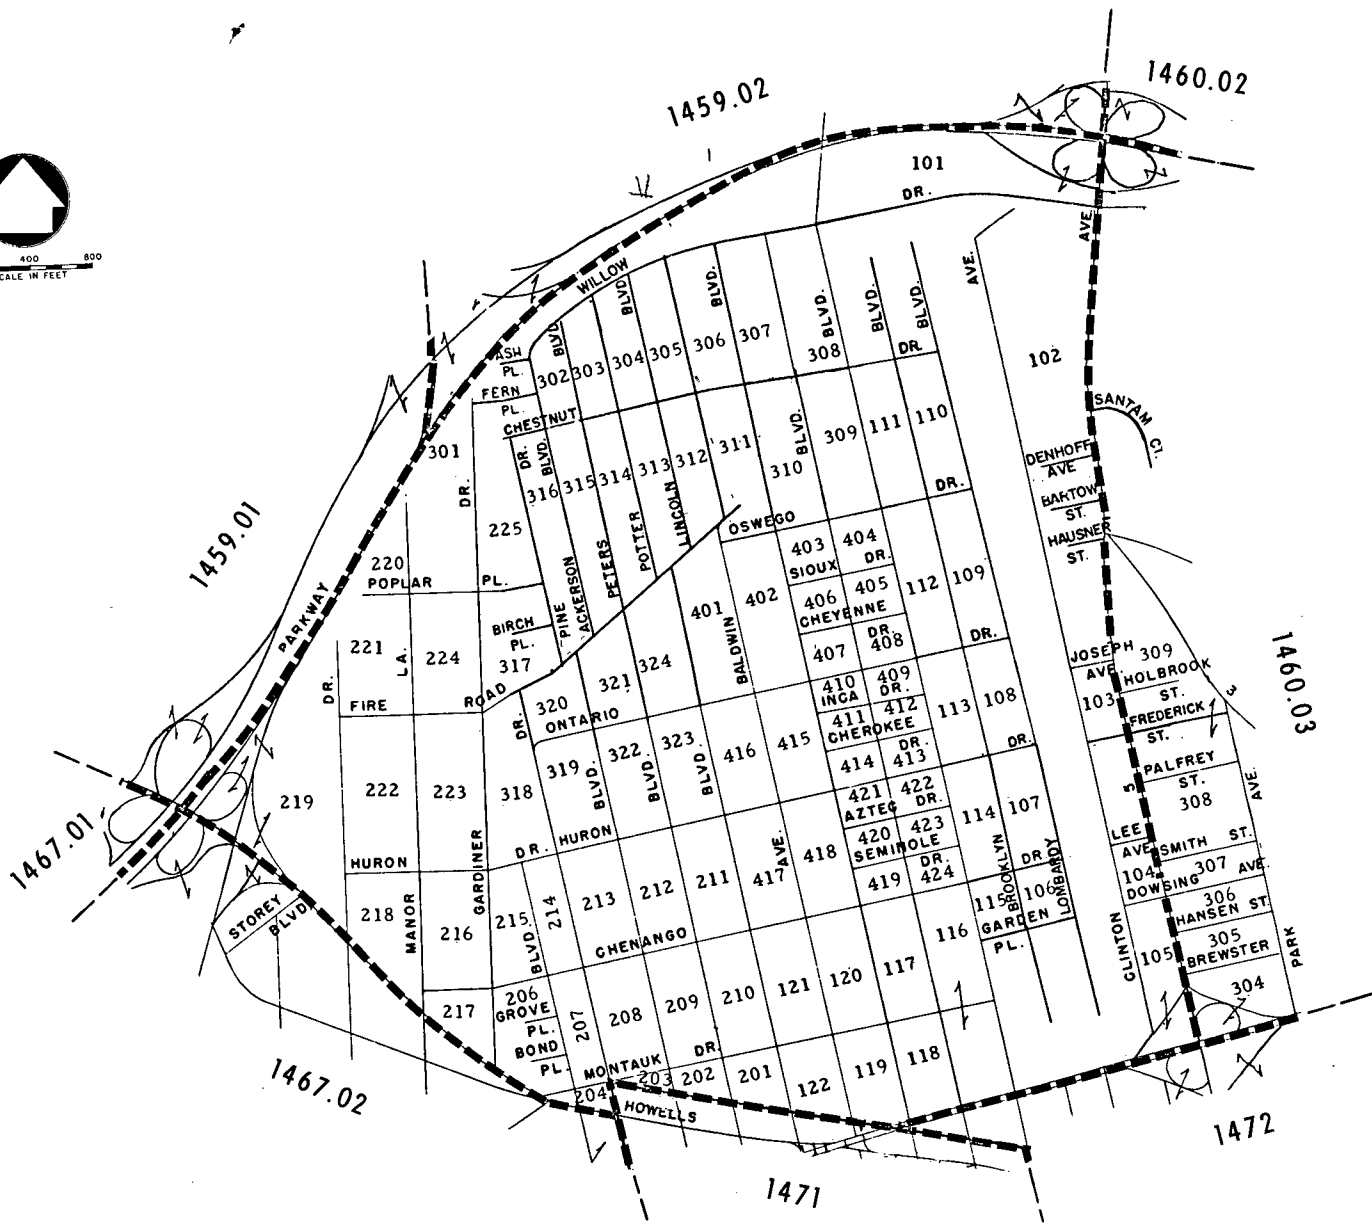 1459.02
1460.02
400 800
SCALE IN FEET
101
DR.
AVE.
WILLOW
AVE.
BLVD.
BLVD.
BLVD.
BLVD.
BLVD.
BLVD.
ASH
PL.
FERN
PL.
CHESTNUT
302 303 304 305 306 307 308
DR.
102
SANTAM CT.
301
DR.
DR.
BLVD.
BLVD.
316 315 314 313 312 311 310 309 111 110
DENHOFF
AVE
BARTOW
ST.
HAUSNER
ST.
DR.
1459.01
225
LINCOLN
OSWEGO
POTTER
PETERS
ACKERSON
PINE
220
POPLAR PL.
403 404
SIOUX DR.
406 405
CHEYENNE
DR.
407 408
112 109
DR.
PARKWAY
401 402
BALDWIN
BIRCH
PL.
317
221
LA.
224
DR.
FIRE
ROAD
DR.
320 321 324
ONTARIO
410 409
INCA DR.
411 412
CHEROKEE
DR.
414 413
113 108
DR.
JOSEPH
AVE.
309
HOLBROOK
ST.
103
FREDERICK
ST.
1460.03
3
PALFREY
ST.
5
308
AVE.
319 322 323
BLVD. BLVD. BLVD.
416 415
219
222 223 318
421 422
AZTEC DR.
420 423
SEMINOLE
DR.
419 424
114 107
1467.01
HURON
DR. HURON
GARDINER
AVE.
417 418
BROOKLYN
DR.
LOMBARDY
LEE
AVE
SMITH ST.
104
307
DOWSING AVE.
306
HANSEN ST.
305
BREWSTER
304
105
CLINTON
PARK
STOREY
BLVD.
218
MANOR
216 215 214 213 212 211
BLVD.
CHENANGO
115 106
GARDEN
PL.
116
217
206
GROVE
PL.
BOND
PL.
207 208 209 210 121 120 117
MONTAUK DR.
204 203 202 201 122 119 118
HOWELLS
1467.02
1471
1472